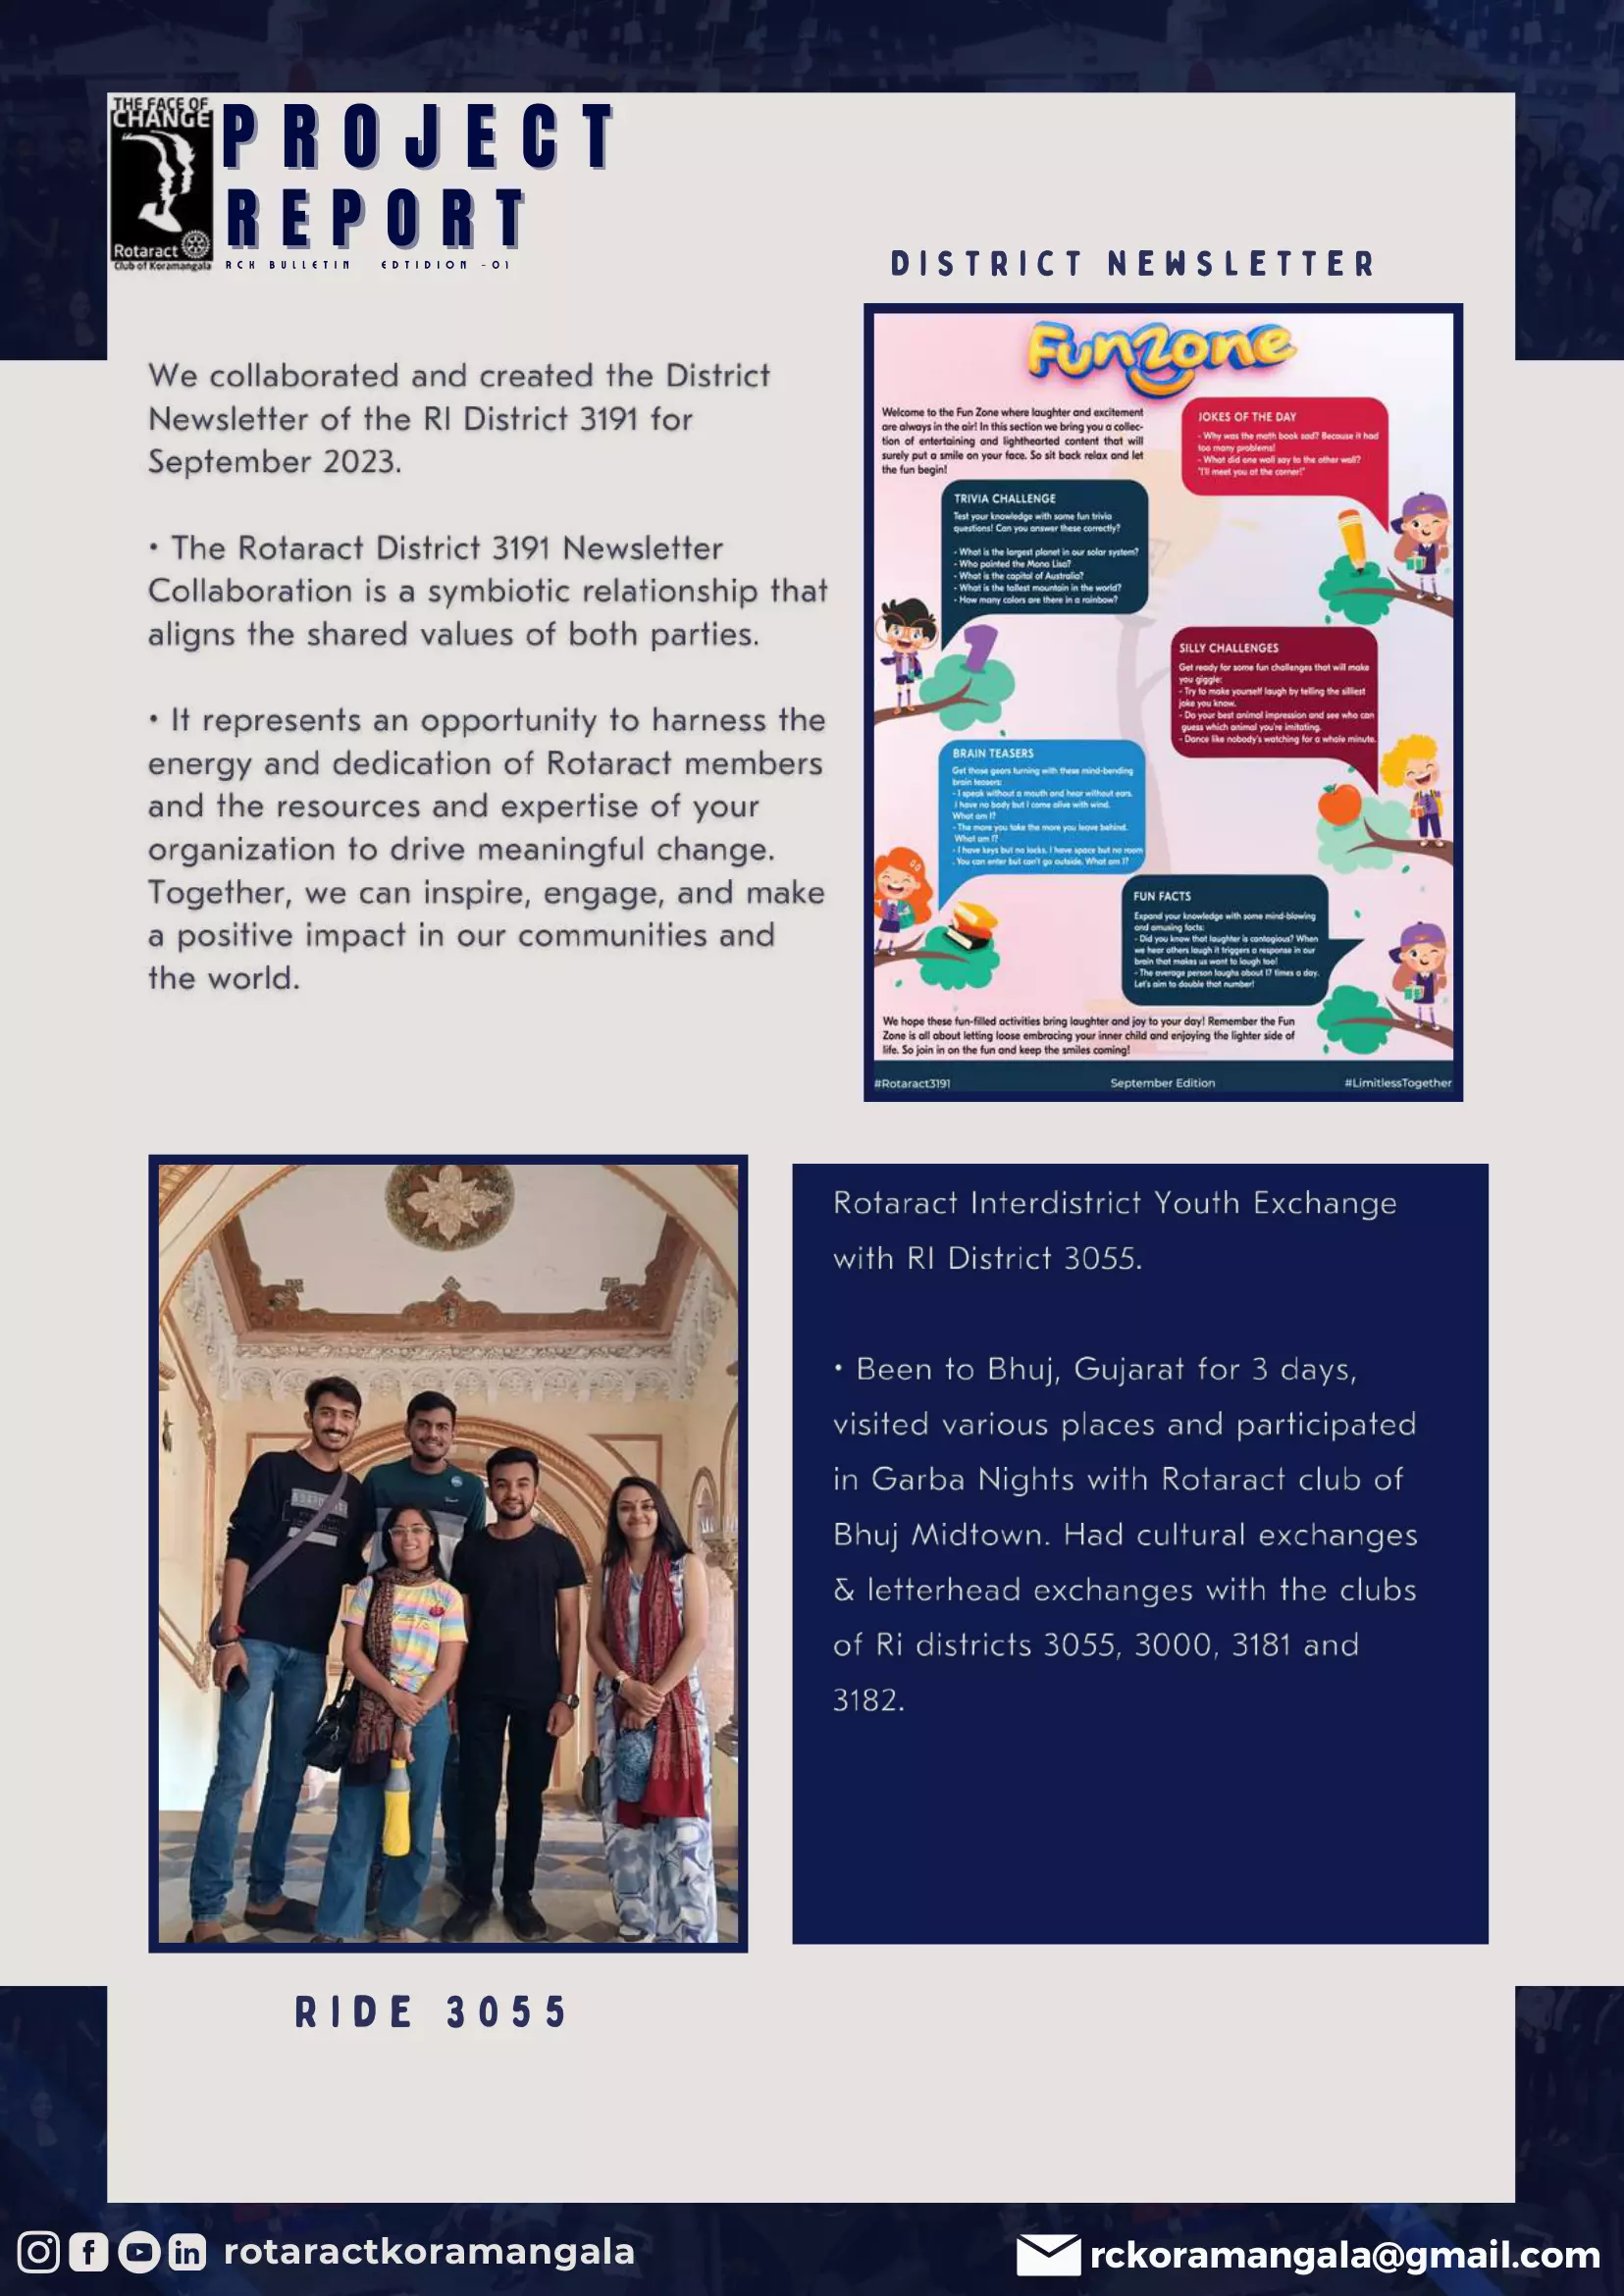 THE FACE OF
CHANGE
Rotaract
Club of Koramangala
PROJECT
REPORT
RCK BULLETIN EDTIDION -01
We collaborated and created the District
Newsletter of the RI District 3191 for
September 2023.
• The Rotaract District 3191 Newsletter
Collaboration is a symbiotic relationship that
aligns the shared values of both parties.
• It represents an opportunity to harness the
energy and dedication of Rotaract members
and the resources and expertise of your
organization to drive meaningful change.
Together, we can inspire, engage, and make
a positive impact in our communities and
the world.
DISTRICT NEWSLETTER
FunZone
Welcome to the Fun Zone where laughter and excitement
are always in the air! In this section we bring you a collec-
tion of entertaining and lighthearted content that will
surely put a smile on your face. So sit back relax and let
the fun begin!
JOKES OF THE DAY
- Why was the math book sad? Because it had
too many problems!
- What did one wall say to the other wall?
"I'll meet you at the corner!"
TRIVIA CHALLENGE
Test your knowledge with some fun trivia
questions! Can you answer these correctly?
- What is the largest planet in our solar system?
- Who painted the Mona Lisa?
- What is the capital of Australia?
- What is the tallest mountain in the world?
- How many colors are there in a rainbow?
SILLY CHALLENGES
Get ready for some fun challenges that will make
you giggle:
- Try to make yourself laugh by telling the silliest
joke you know.
- Do your best animal impression and see who can
guess which animal you're imitating.
- Dance like nobody's watching for a whole minute.
BRAIN TEASERS
Get those gears turning with these mind-bending
brain teasers:
- I speak without a mouth and hear without ears.
I have no body but I come alive with wind.
What am I?
- The more you take the more you leave behind.
What am I?
- I have keys but no locks. I have space but no room
. You can enter but can't go outside. What am I?
FUN FACTS
Expand your knowledge with some mind-blowing
and amusing facts:
- Did you know that laughter is contagious? When
we hear others laugh it triggers a response in our
brain that makes us want to laugh too!
- The average person laughs about 17 times a day.
Let's aim to double that number!
We hope these fun-filled activities bring laughter and joy to your day! Remember the Fun
Zone is all about letting loose embracing your inner child and enjoying the lighter side of
life. So join in on the fun and keep the smiles coming!
#Rotaract3191 September Edition #LimitlessTogether
Rotaract Interdistrict Youth Exchange
with RI District 3055.
• Been to Bhuj, Gujarat for 3 days,
visited various places and participated
in Garba Nights with Rotaract club of
Bhuj Midtown. Had cultural exchanges
& letterhead exchanges with the clubs
of Ri districts 3055, 3000, 3181 and
3182.
RIDE 3055
rotaractkoramangala
rckoramangala@gmail.com